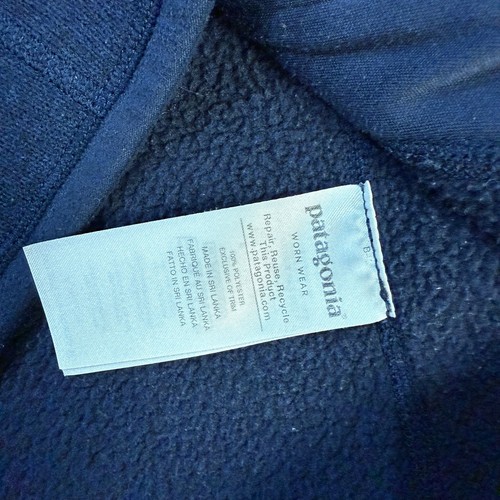 B
patagonia®
WORN WEAR
Repair, Reuse, Recycle
This Product
www.patagonia.com
100% POLYESTER
EXCLUSIVE OF TRIM
MADE IN SRI LANKA
FABRIQUÉ AU SRI LANKA
HECHO EN SRI LANKA
FATTO IN SRI LANKA